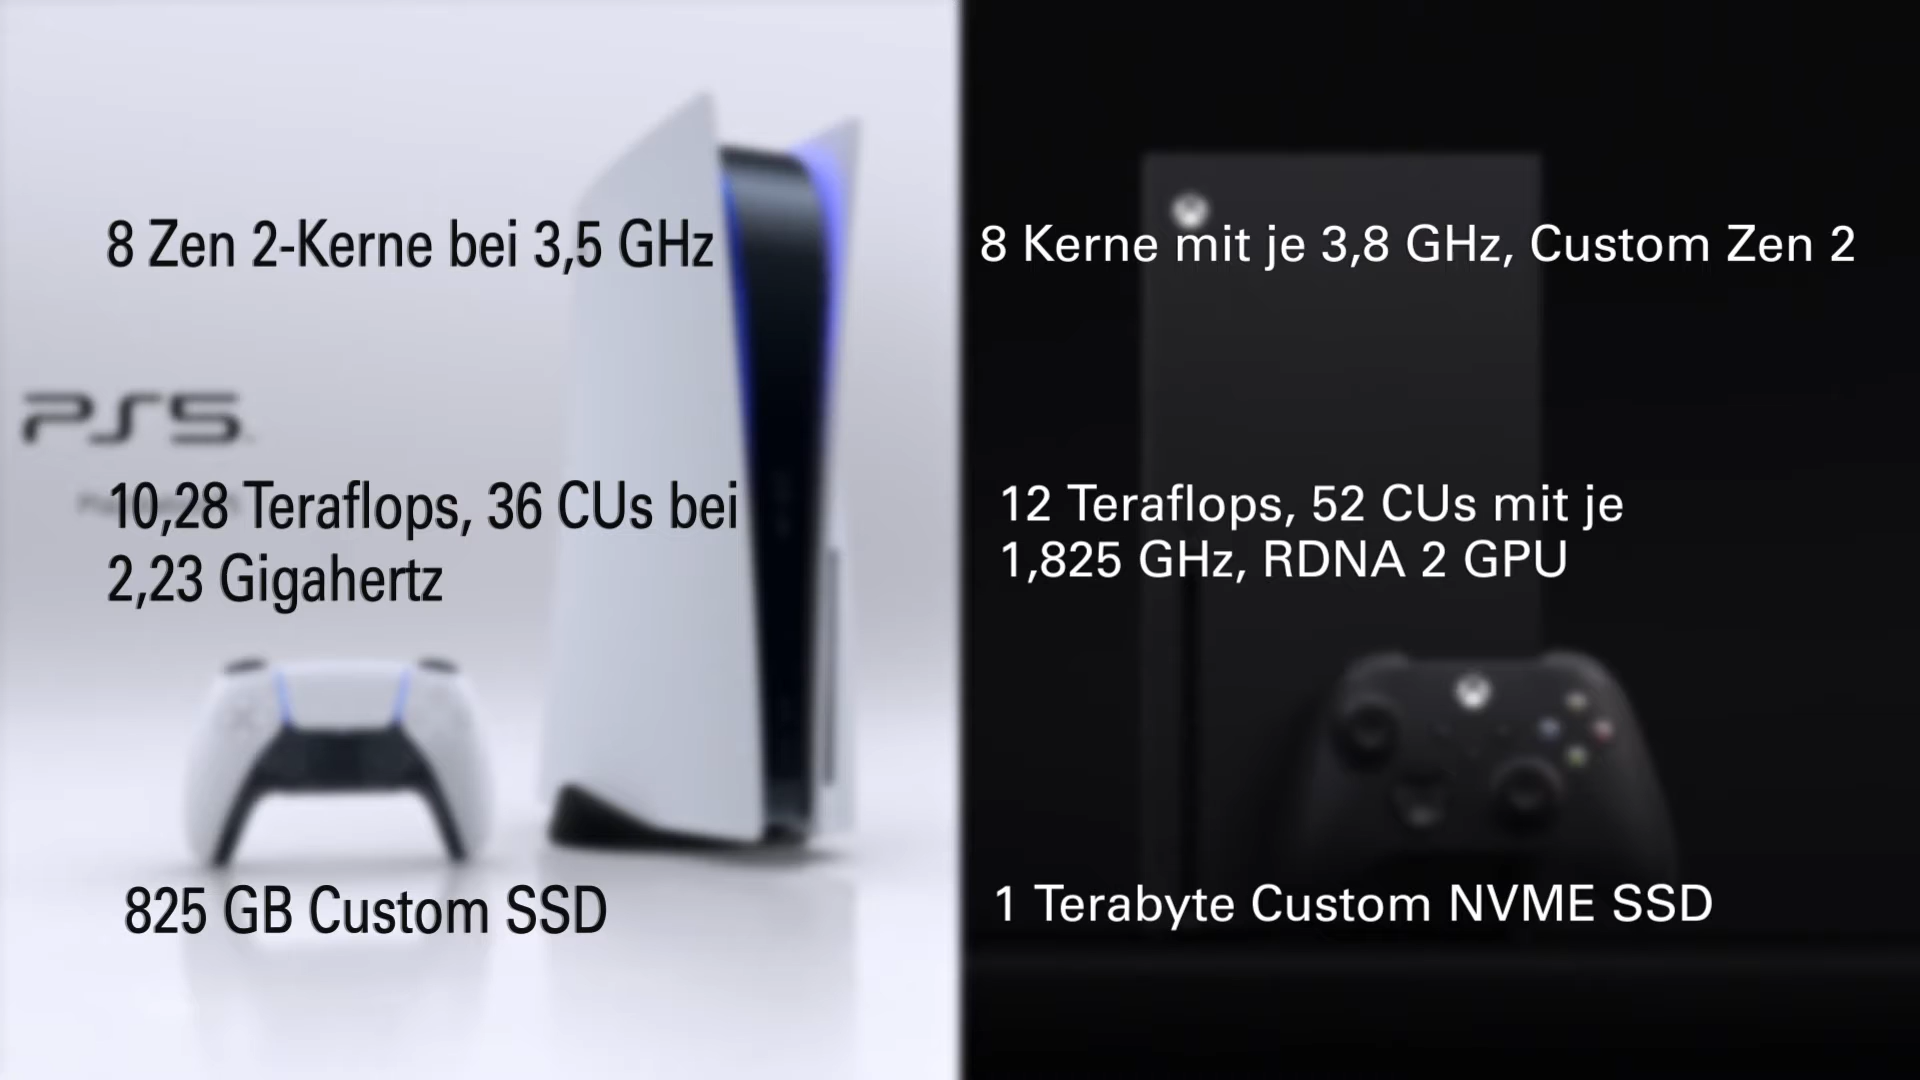 8 Zen 2-Kerne bei 3,5 GHz
PS5
10,28 Teraflops, 36 CUs bei
2,23 Gigahertz
825 GB Custom SSD
8 Kerne mit je 3,8 GHz, Custom Zen 2
12 Teraflops, 52 CUs mit je
1,825 GHz, RDNA 2 GPU
1 Terabyte Custom NVME SSD